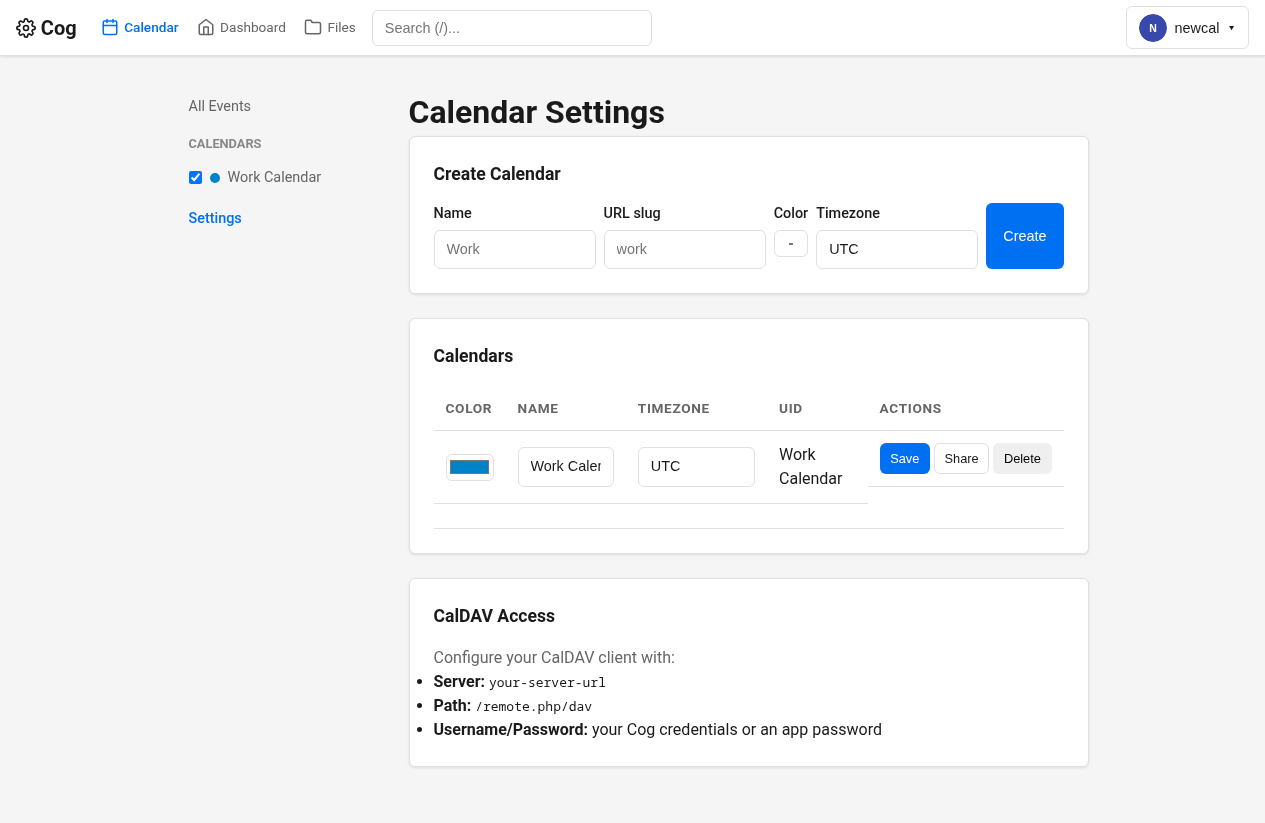 Cog
Calendar
Dashboard
Files
Search (/)...
N
newcal
All Events
CALENDARS
Work Calendar
Settings
Calendar Settings
Create Calendar
Name
URL slug
Color
Timezone
Work
work
-
UTC
Create
Calendars
COLOR
NAME
TIMEZONE
UID
ACTIONS
Work Caler
UTC
Work
Calendar
Save
Share
Delete
CalDAV Access
Configure your CalDAV client with:
Server: your-server-url
Path: /remote.php/dav
Username/Password: your Cog credentials or an app password